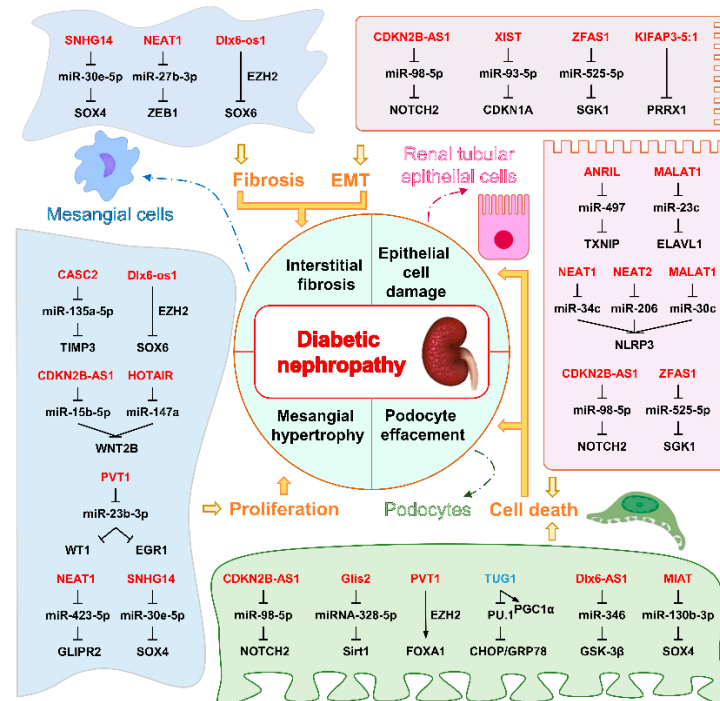 SNHG14 NEAT1 Dlx6-os1
miR-30e-5p miR-27b-3p EZH2
SOX4 ZEB1 SOX6
CDKN2B-AS1 XIST ZFAS1 KIFAP3-5:1
miR-98-5p miR-93-5p miR-525-5p
NOTCH2 CDKN1A SGK1 PRRX1
Mesangial cells
Fibrosis EMT
Renal tubular
epithelial cells
ANRIL MALAT1
miR-497 miR-23c
TXNIP ELAVL1
NEAT1 NEAT2 MALAT1
miR-34c miR-206 miR-30c
NLRP3
CDKN2B-AS1 ZFAS1
miR-98-5p miR-525-5p
NOTCH2 SGK1
Interstitial
fibrosis
Epithelial
cell
damage
Diabetic
nephropathy
Mesangial
hypertrophy
Podocyte
effacement
CASC2 Dlx6-os1
miR-135a-5p EZH2
TIMP3 SOX6
CDKN2B-AS1 HOTAIR
miR-15b-5p miR-147a
WNT2B
PVT1
miR-23b-3p
WT1 EGR1
NEAT1 SNHG14
miR-423-5p miR-30e-5p
GLIPR2 SOX4
Proliferation
Podocytes
Cell death
CDKN2B-AS1 Glis2 PVT1 TUG1 Dlx6-AS1 MIAT
miR-98-5p miRNA-328-5p EZH2 PU.1 PGC1α miR-346 miR-130b-3p
NOTCH2 Sirt1 FOXA1 CHOP/GRP78 GSK-3β SOX4